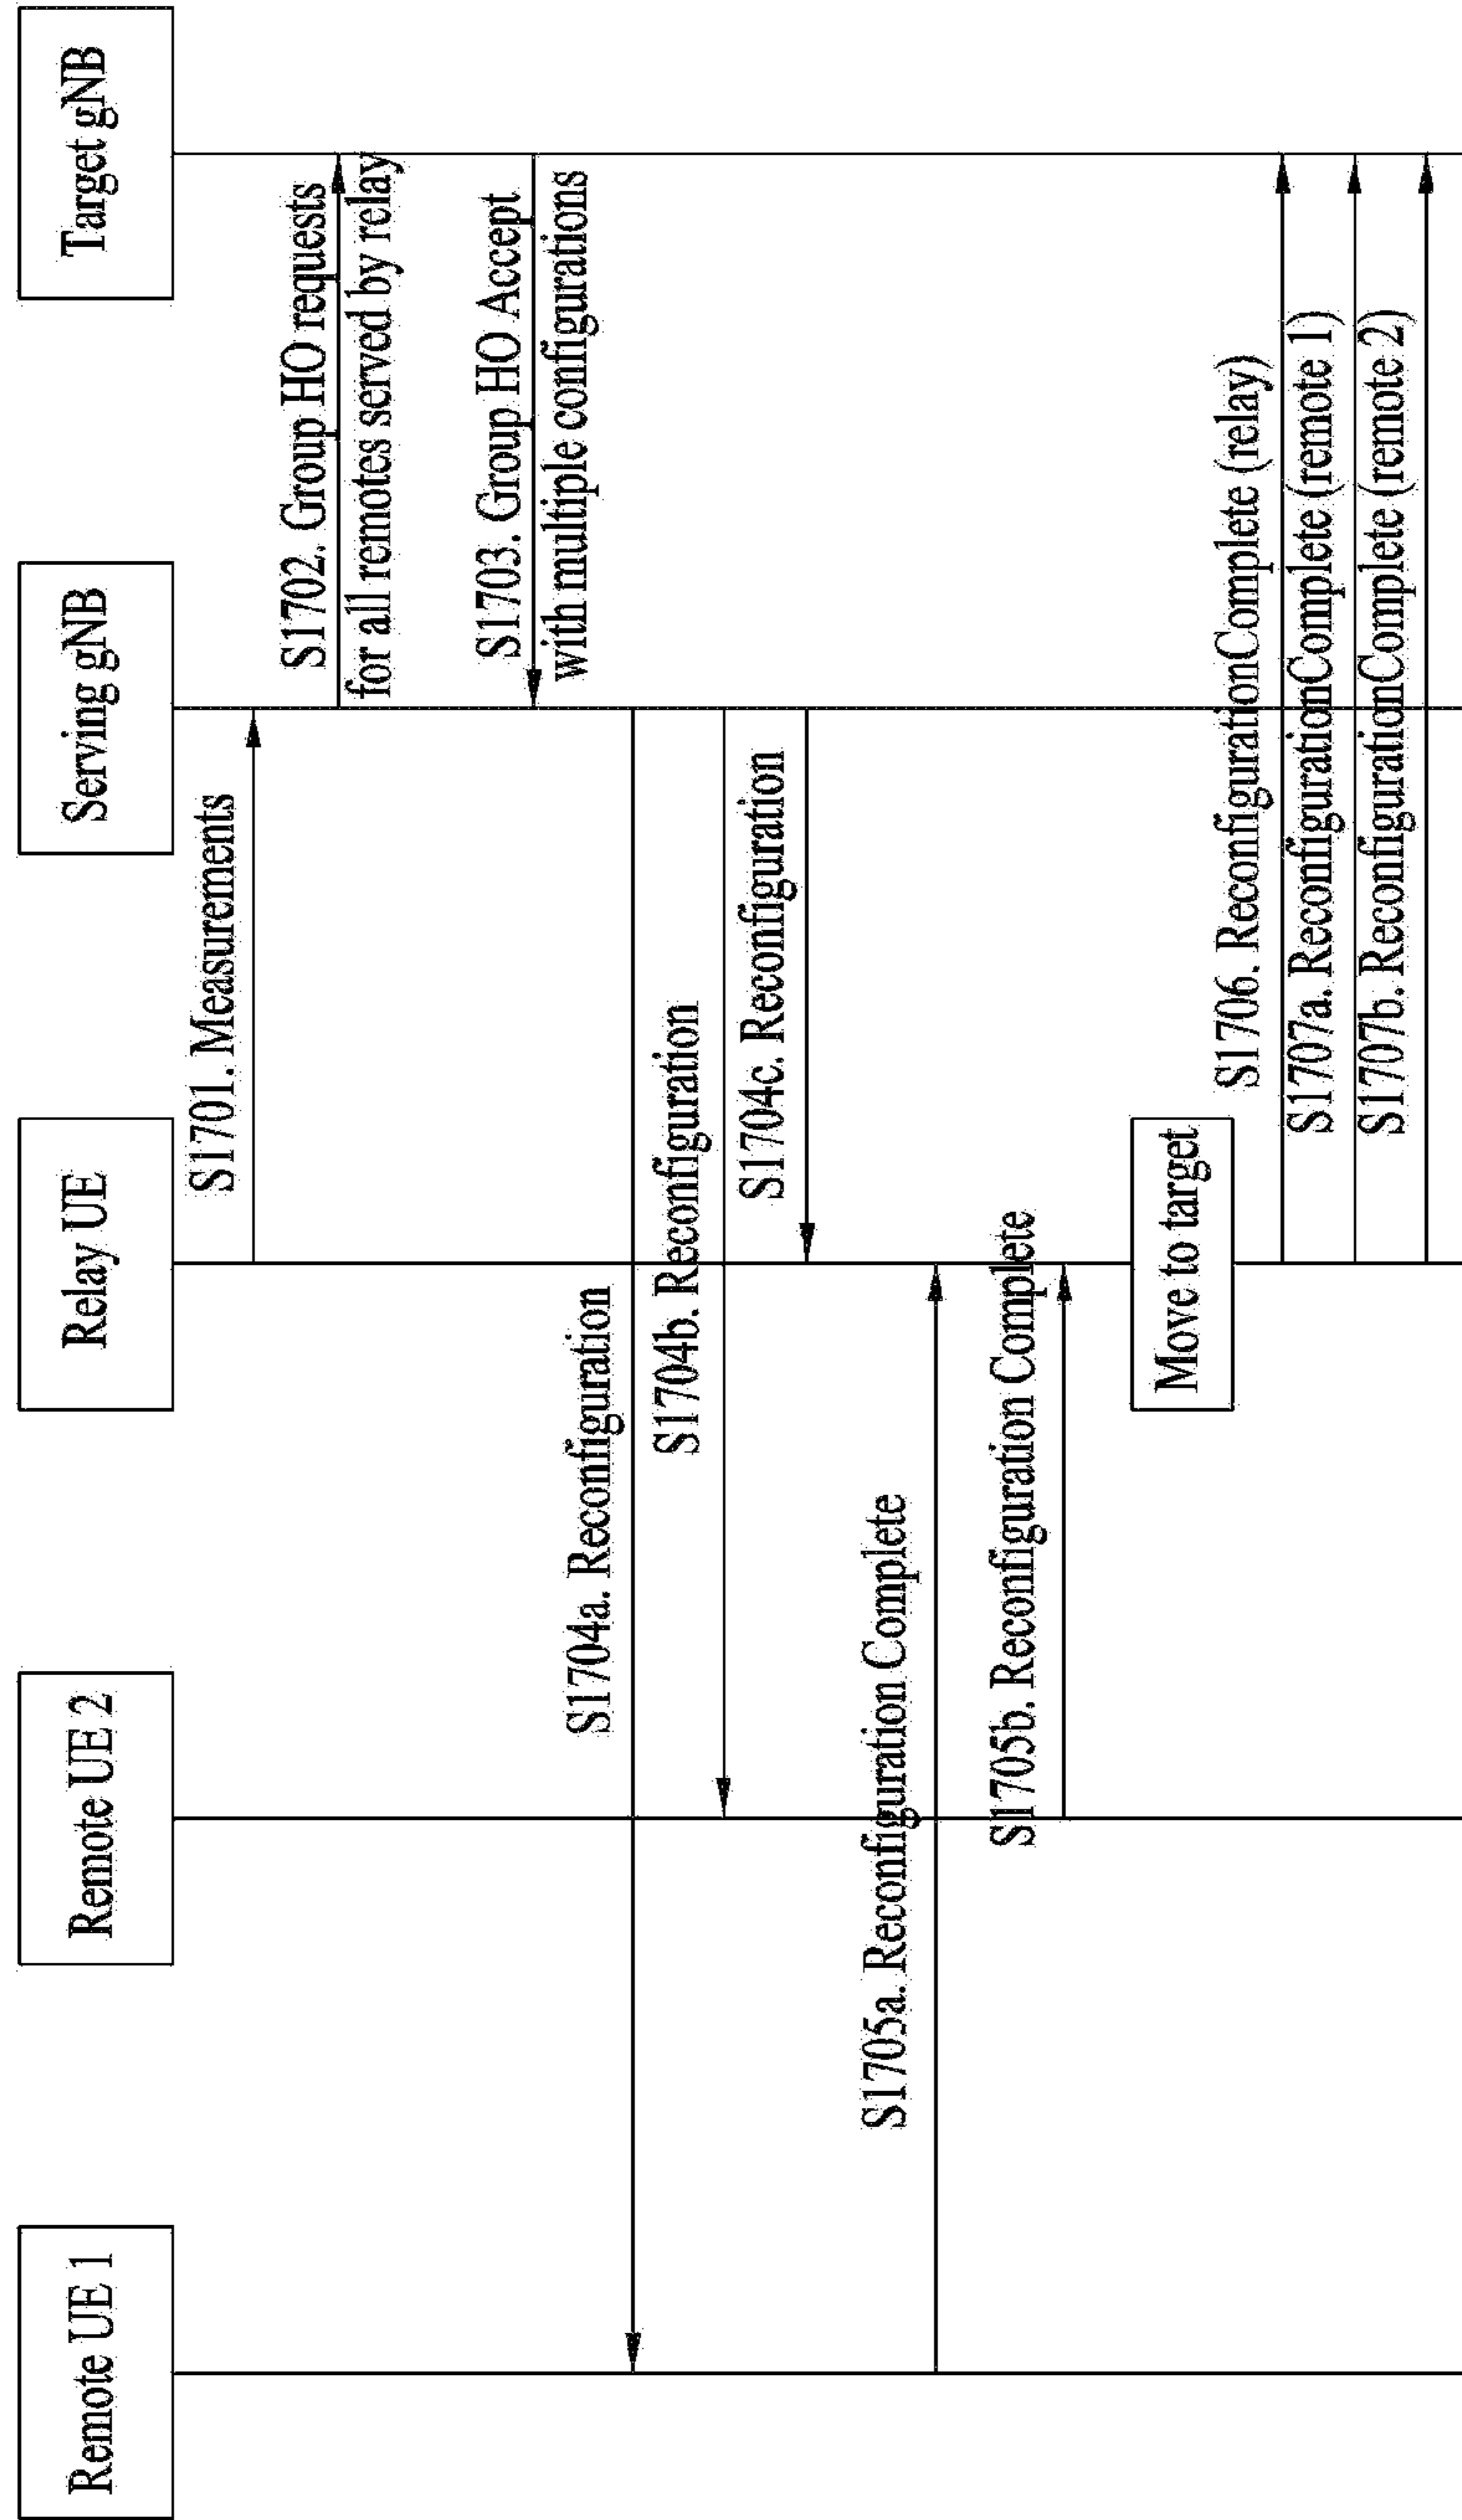 Remote UE 1
Remote UE 2
Relay UE
Serving gNB
Target gNB
S1701. Measurements
S1702. Group HO requests
for all remotes served by relay
S1703. Group HO Accept
with multiple configurations
S1704a. Reconfiguration
S1704b. Reconfiguration
S1704c. Reconfiguration
S1705a. Reconfiguration Complete
S1705b. Reconfiguration Complete
Move to target
S1706. ReconfigurationComplete (relay)
S1707a. ReconfigurationComplete (remote 1)
S1707b. ReconfigurationComplete (remote 2)